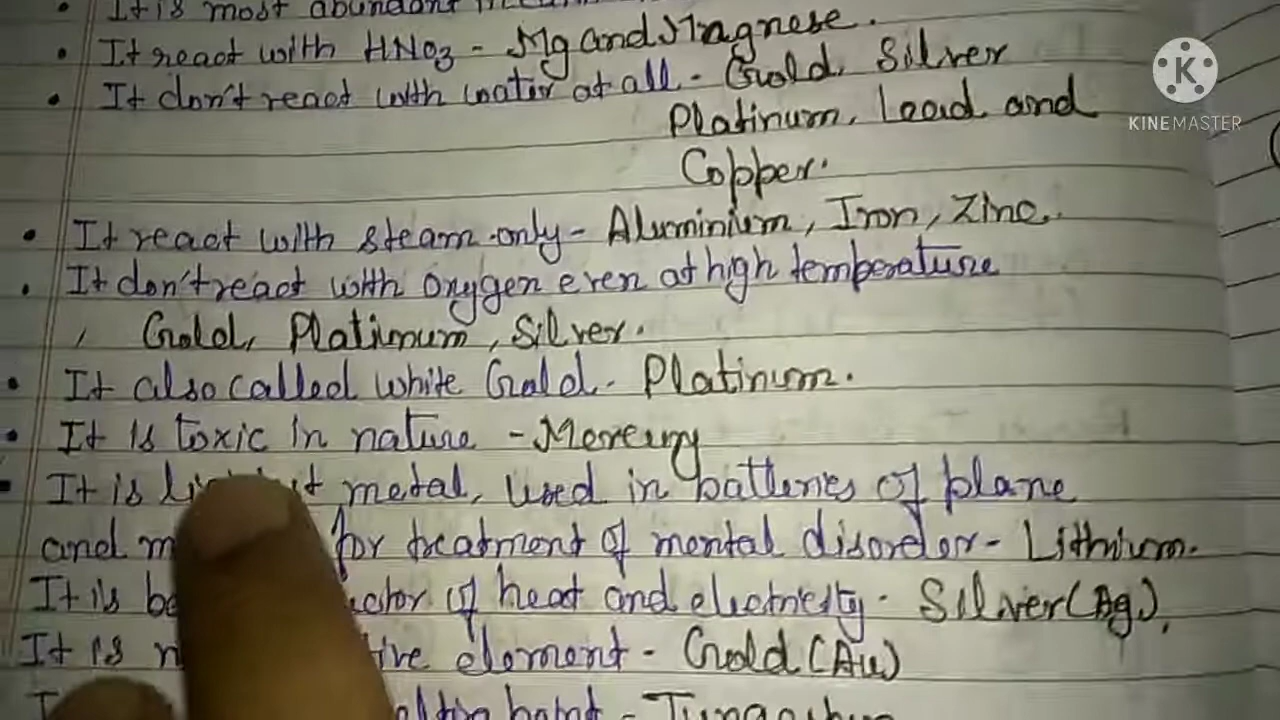 It is most abundant
It react with HNO3 - Mg and Magnese.
It don't react with water at all - Gold, Silver
Platinum, Lead and
Copper.
It react with steam only - Aluminium, Iron, Zinc.
It don't react with oxygen even at high temperature
, Gold, Platinum, Silver.
It also called white Gold - Platinum.
It is toxic in nature - Mercury
It is metal, used in batteries of plane
and for treatment of mental disorder - Lithium.
It is of heat and electricity - Silver (Ag),
It is element - Gold (Au)
KINEMASTER